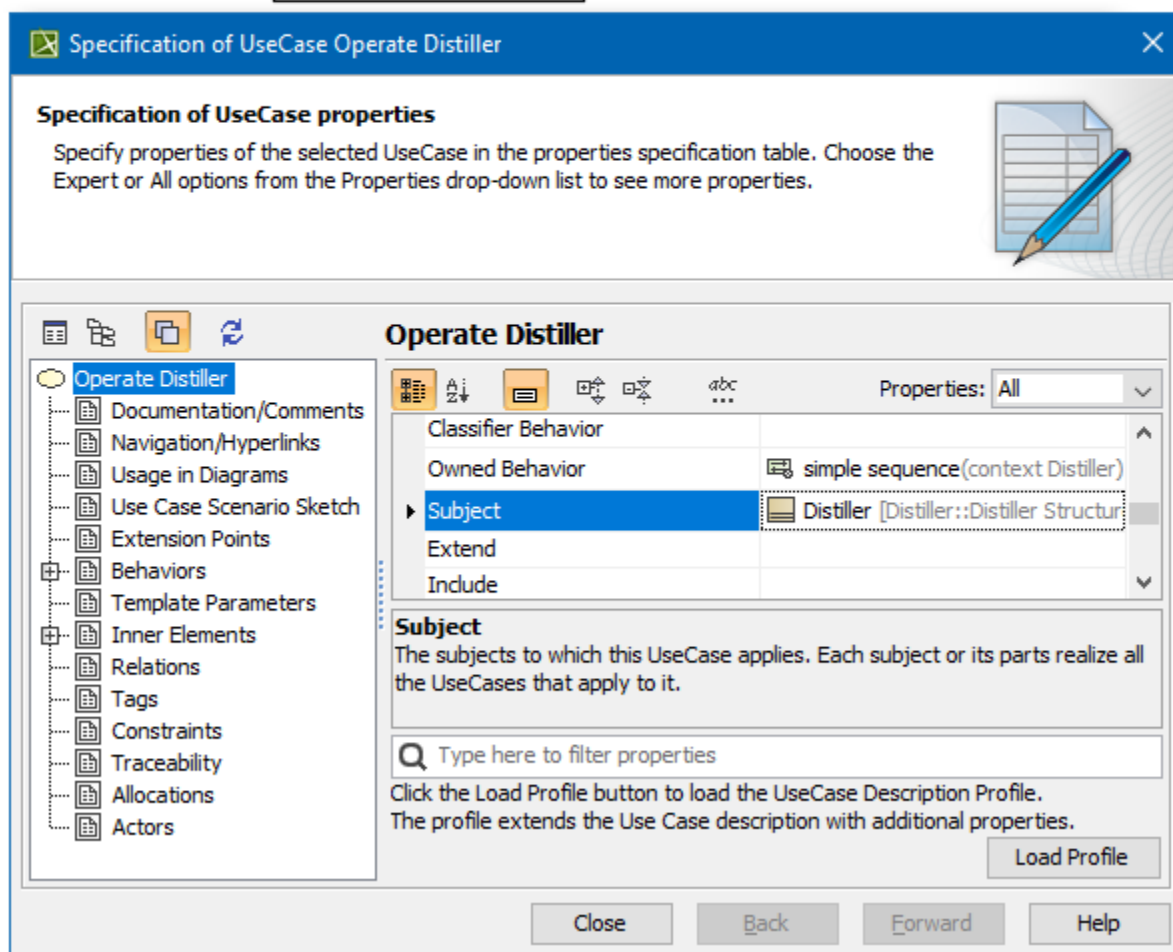 Specification of UseCase Operate Distiller
Specification of UseCase properties
Specify properties of the selected UseCase in the properties specification table. Choose the
Expert or All options from the Properties drop-down list to see more properties.
Operate Distiller
Operate Distiller
Documentation/Comments
Navigation/Hyperlinks
Usage in Diagrams
Use Case Scenario Sketch
Extension Points
Behaviors
Template Parameters
Inner Elements
Relations
Tags
Constraints
Traceability
Allocations
Actors
A
Z
abc
...
Properties: All
Classifier Behavior
Owned Behavior simple sequence(context Distiller)
Subject Distiller [Distiller::Distiller Structur
Extend
Include
Subject
The subjects to which this UseCase applies. Each subject or its parts realize all
the UseCases that apply to it.
Type here to filter properties
Click the Load Profile button to load the UseCase Description Profile.
The profile extends the Use Case description with additional properties.
Load Profile
Close Back Forward Help